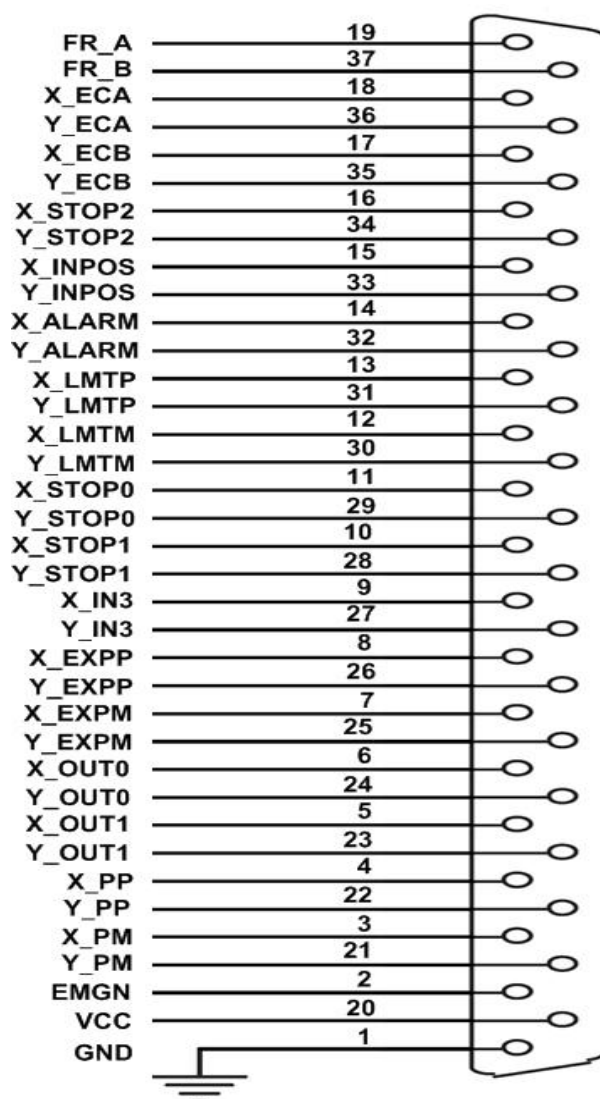 FR_A 19
FR_B 37
X_ECA 18
Y_ECA 36
X_ECB 17
Y_ECB 35
X_STOP2 16
Y_STOP2 34
X_INPOS 15
Y_INPOS 33
X_ALARM 14
Y_ALARM 32
X_LMTP 13
Y_LMTP 31
X_LMTM 12
Y_LMTM 30
X_STOP0 11
Y_STOP0 29
X_STOP1 10
Y_STOP1 28
X_IN3 9
Y_IN3 27
X_EXPP 8
Y_EXPP 26
X_EXPM 7
Y_EXPM 25
X_OUT0 6
Y_OUT0 24
X_OUT1 5
Y_OUT1 23
X_PP 4
Y_PP 22
X_PM 3
Y_PM 21
EMGN 2
VCC 20
GND 1